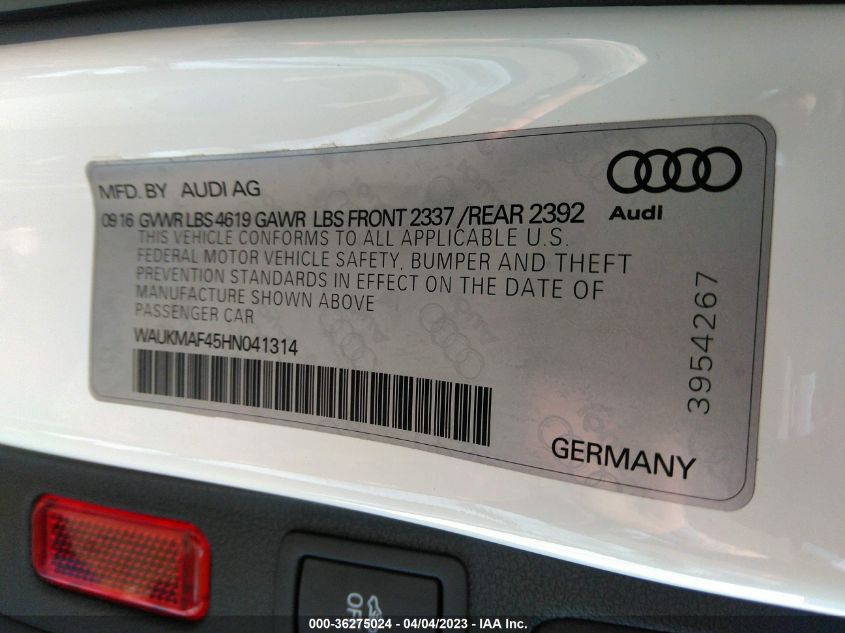 MFD. BY AUDI AG
Audi
09 16 GVWR LBS 4619 GAWR LBS FRONT 2337 /REAR 2392
THIS VEHICLE CONFORMS TO ALL APPLICABLE U.S.
FEDERAL MOTOR VEHICLE SAFETY, BUMPER AND THEFT
PREVENTION STANDARDS IN EFFECT ON THE DATE OF
MANUFACTURE SHOWN ABOVE
PASSENGER CAR
WAUKMAF45HN041314
3954267
GERMANY
OFF
000-36275024 - 04/04/2023 - IAA Inc.